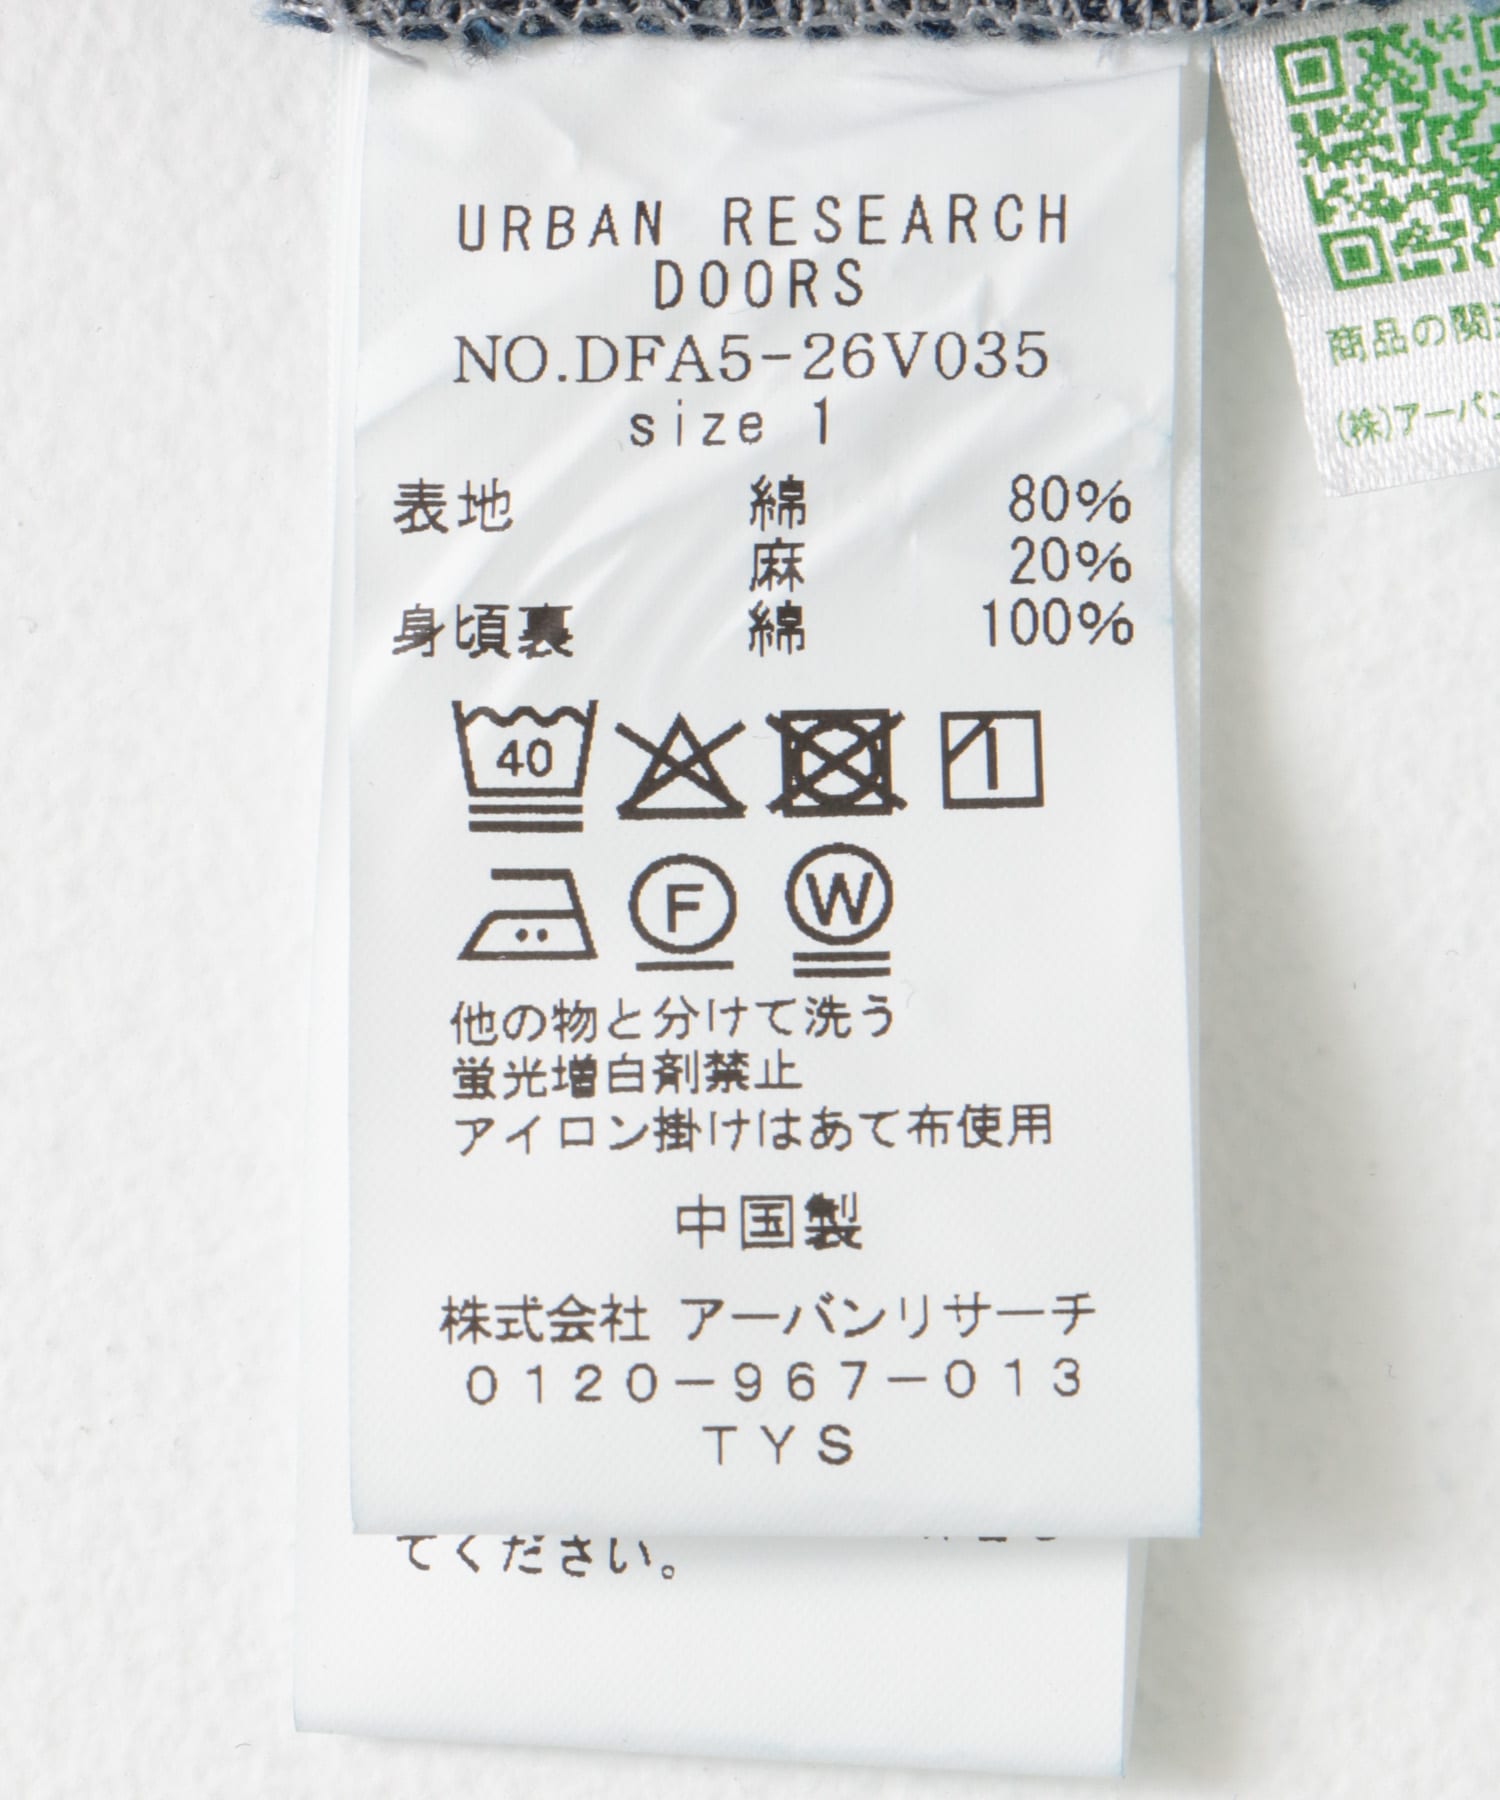 URBAN RESEARCH
DOORS
NO.DFA5-26V035
size 1
表地 綿 80%
麻 20%
身頃裏 綿 100%
40
F
W
他の物と分けて洗う
蛍光増白剤禁止
アイロン掛けはあて布使用
中国製
株式会社 アーバンリサーチ
0120-967-013
TYS
てください。
商品の関
(株)アーバ